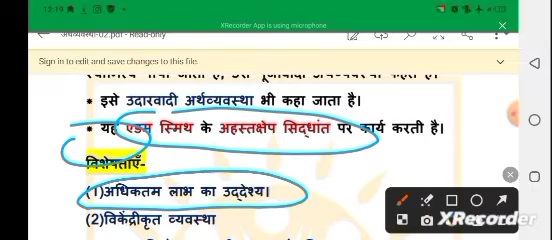 12:19
XRecorder App is using microphone
अर्थव्यवस्था-02.pdf - Read-only
Sign in to edit and save changes to this file.
कहते हैं।
• इसे उदारवादी अर्थव्यवस्था भी कहा जाता है।
• यह एडम स्मिथ के अहस्तक्षेप सिद्धांत पर कार्य करती है।
विशेषताएँ-
(1)अधिकतम लाभ का उद्देश्य।
(2)विकेंद्रीकृत व्यवस्था
XRecorder